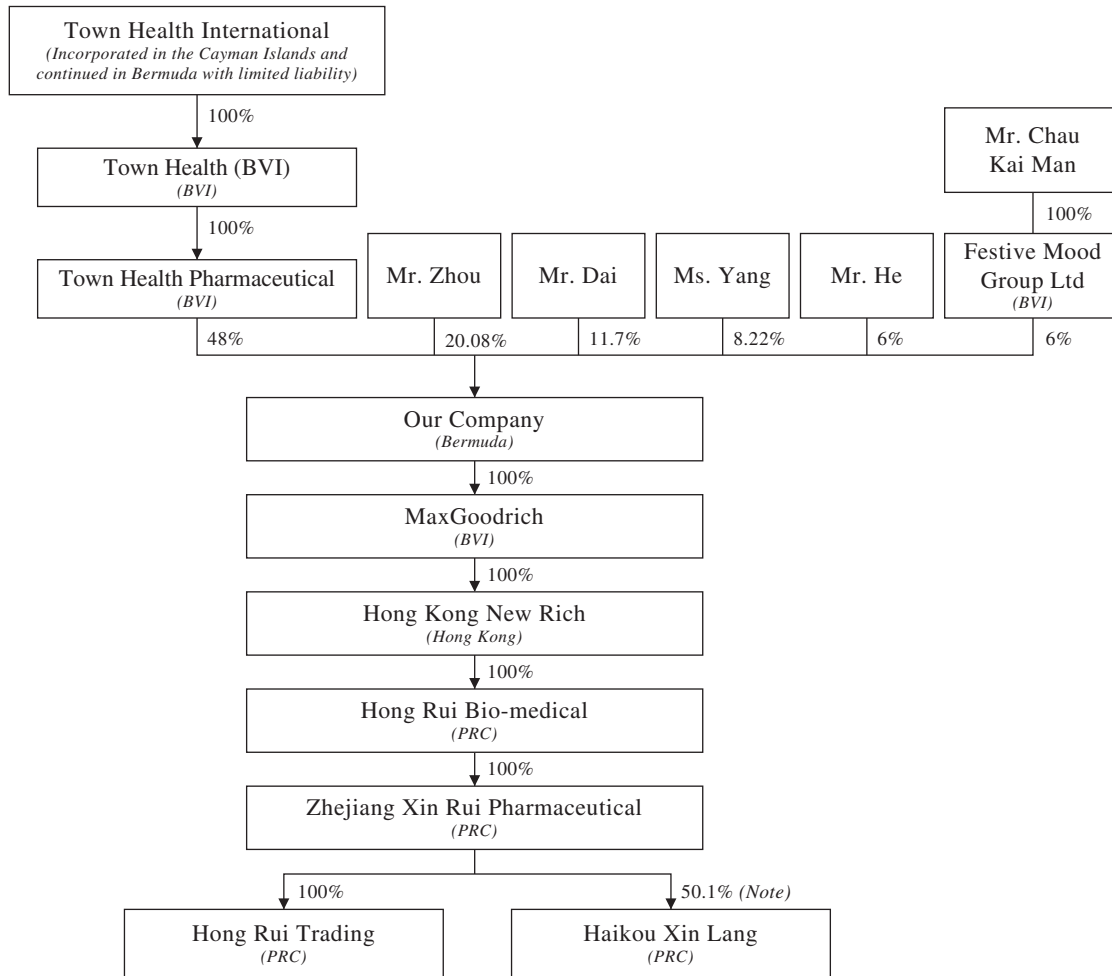 Town Health International
(Incorporated in the Cayman Islands and
continued in Bermuda with limited liability)
100%
Mr. Chau
Kai Man
Town Health (BVI)
(BVI)
100%
100%
Town Health Pharmaceutical
(BVI)
Mr. Zhou
Mr. Dai
Ms. Yang
Mr. He
Festive Mood
Group Ltd
(BVI)
48%
20.08%
11.7%
8.22%
6%
6%
Our Company
(Bermuda)
100%
MaxGoodrich
(BVI)
100%
Hong Kong New Rich
(Hong Kong)
100%
Hong Rui Bio-medical
(PRC)
100%
Zhejiang Xin Rui Pharmaceutical
(PRC)
100%
50.1% (Note)
Hong Rui Trading
(PRC)
Haikou Xin Lang
(PRC)